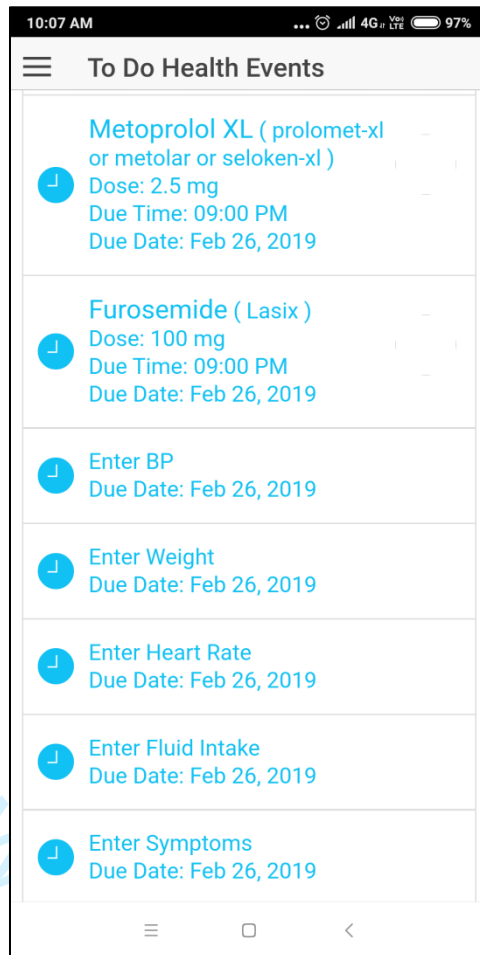 10:07 AM ... 4G LTE 97%
To Do Health Events
Metoprolol XL ( prolomet-xl
or metolar or seloken-xl )
Dose: 2.5 mg
Due Time: 09:00 PM
Due Date: Feb 26, 2019
Furosemide ( Lasix )
Dose: 100 mg
Due Time: 09:00 PM
Due Date: Feb 26, 2019
Enter BP
Due Date: Feb 26, 2019
Enter Weight
Due Date: Feb 26, 2019
Enter Heart Rate
Due Date: Feb 26, 2019
Enter Fluid Intake
Due Date: Feb 26, 2019
Enter Symptoms
Due Date: Feb 26, 2019